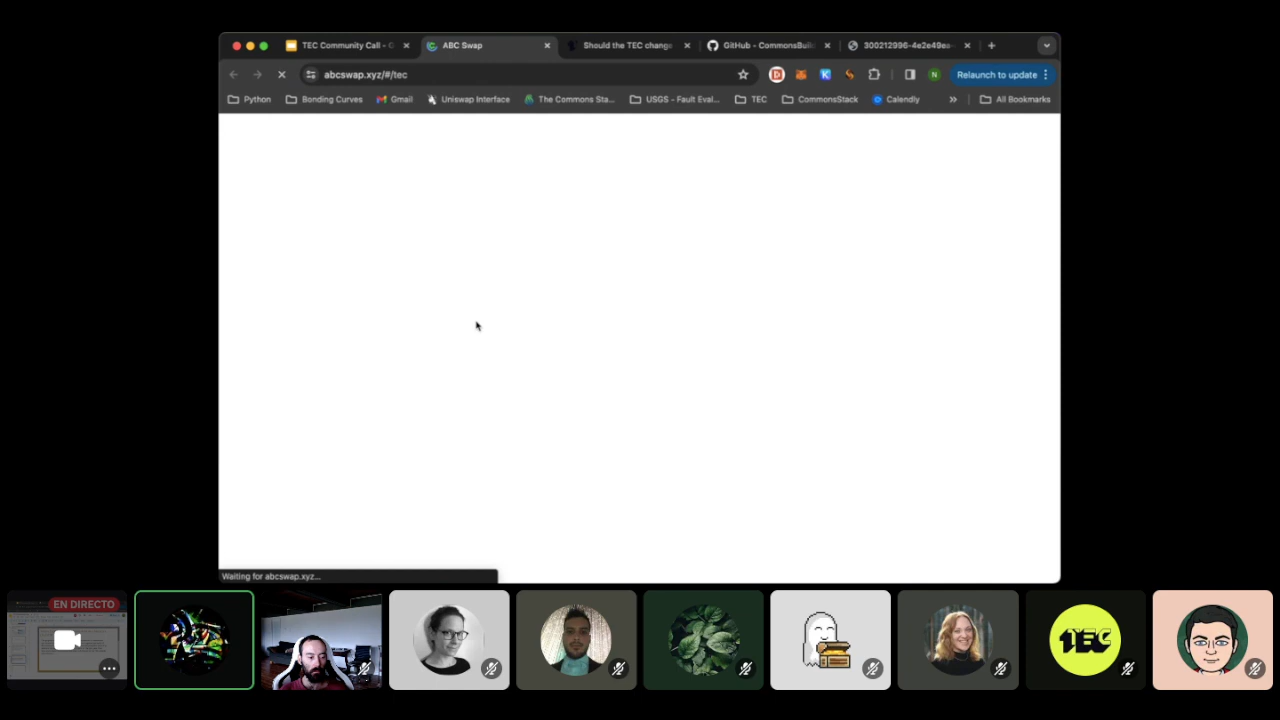 TEC Community Call - 
ABC Swap
Should the TEC change
GitHub - CommonsBuil
300212996-4e2e49ea-
abcswap.xyz/#/tec
N
Relaunch to update
Python
Bonding Curves
Gmail
Uniswap Interface
The Commons Sta...
USGS - Fault Eval...
TEC
CommonsStack
Calendly
»
All Bookmarks
Waiting for abcswap.xyz...
EN DIRECTO
TEC